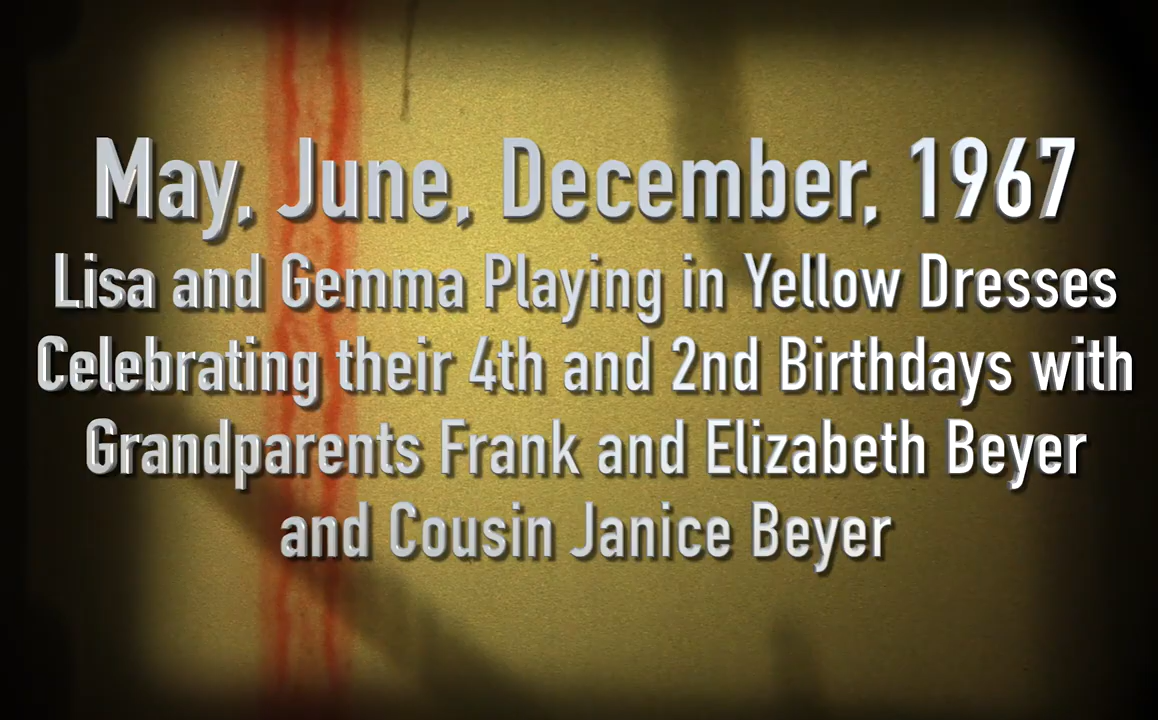 May, June, December, 1967
Lisa and Gemma Playing in Yellow Dresses
Celebrating their 4th and 2nd Birthdays with
Grandparents Frank and Elizabeth Beyer
and Cousin Janice Beyer